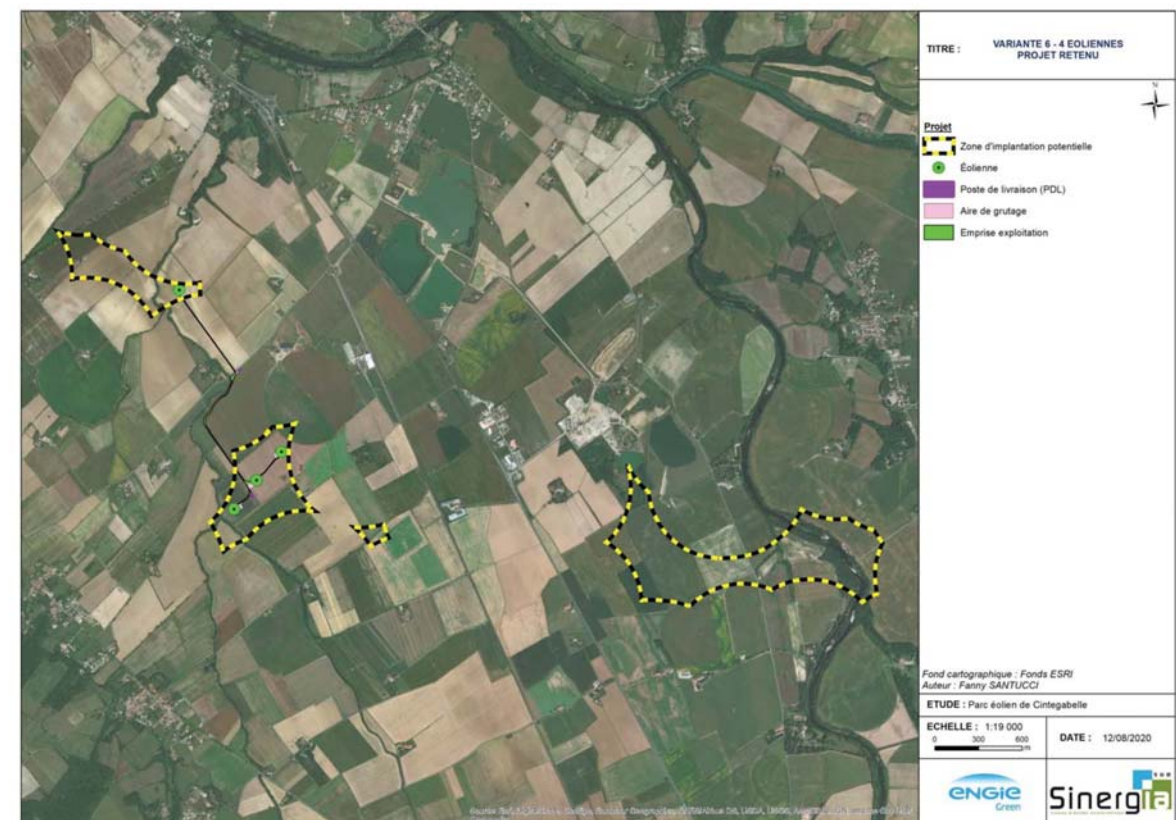 TITRE :
VARIANTE 6 - 4 EOLIENNES
PROJET RETENU
N
Projet
Zone d'implantation potentielle
Éolienne
Poste de livraison (PDL)
Aire de grutage
Emprise exploitation
Fond cartographique : Fonds ESRI
Auteur : Fanny SANTUCCI
ETUDE : Parc éolien de Cintegabelle
ECHELLE : 1:19 000
0 300 600
m
DATE : 12/08/2020
ENGIE
Green
Sinergia
SUD